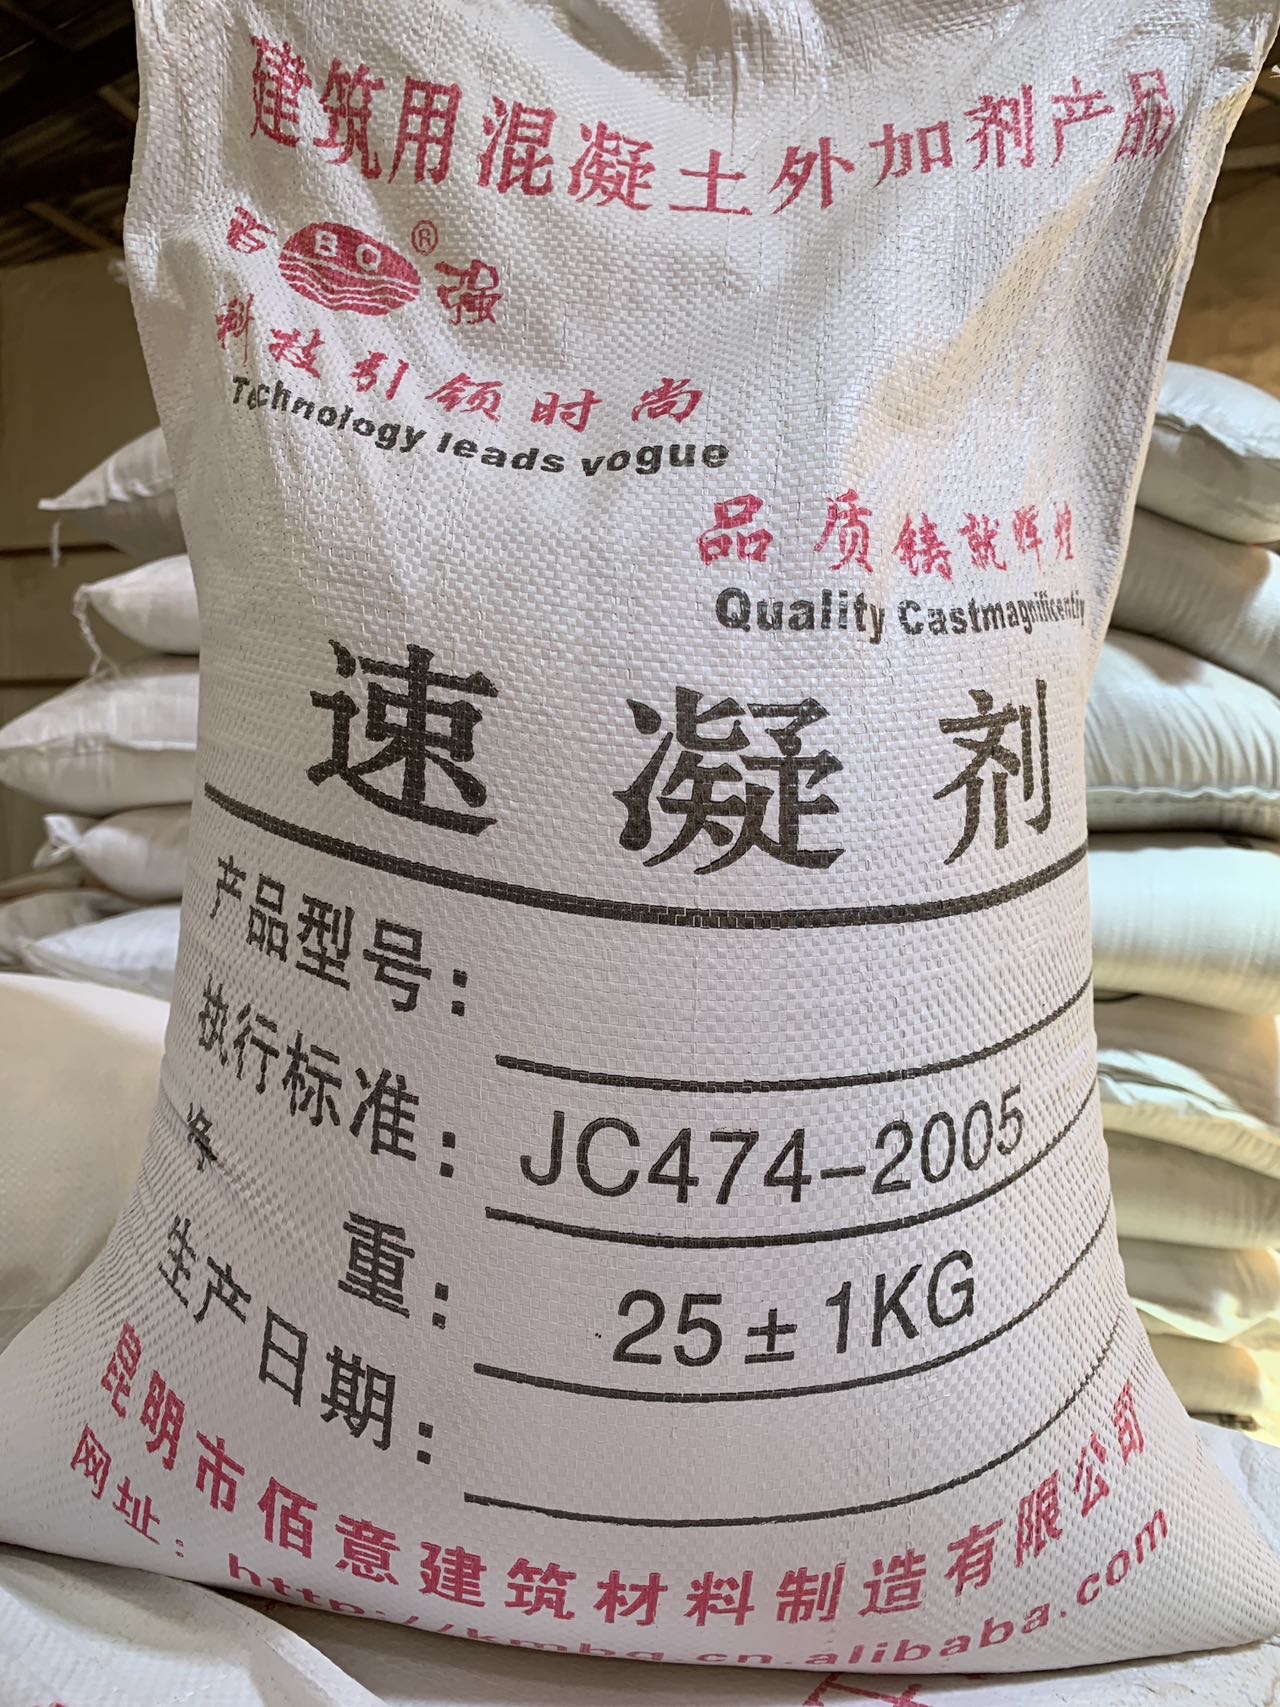 建筑用混凝土外加剂产品
BQ®
强
科技引领时尚
Technology leads vogue
品质铸就辉煌
Quality Castmagnificently
速凝剂
产品型号：
执行标准：JC474-2005
净重：25±1KG
生产日期：
昆明市佰意建筑材料制造有限公司
网址：http://kmbq.cn.alibaba.com